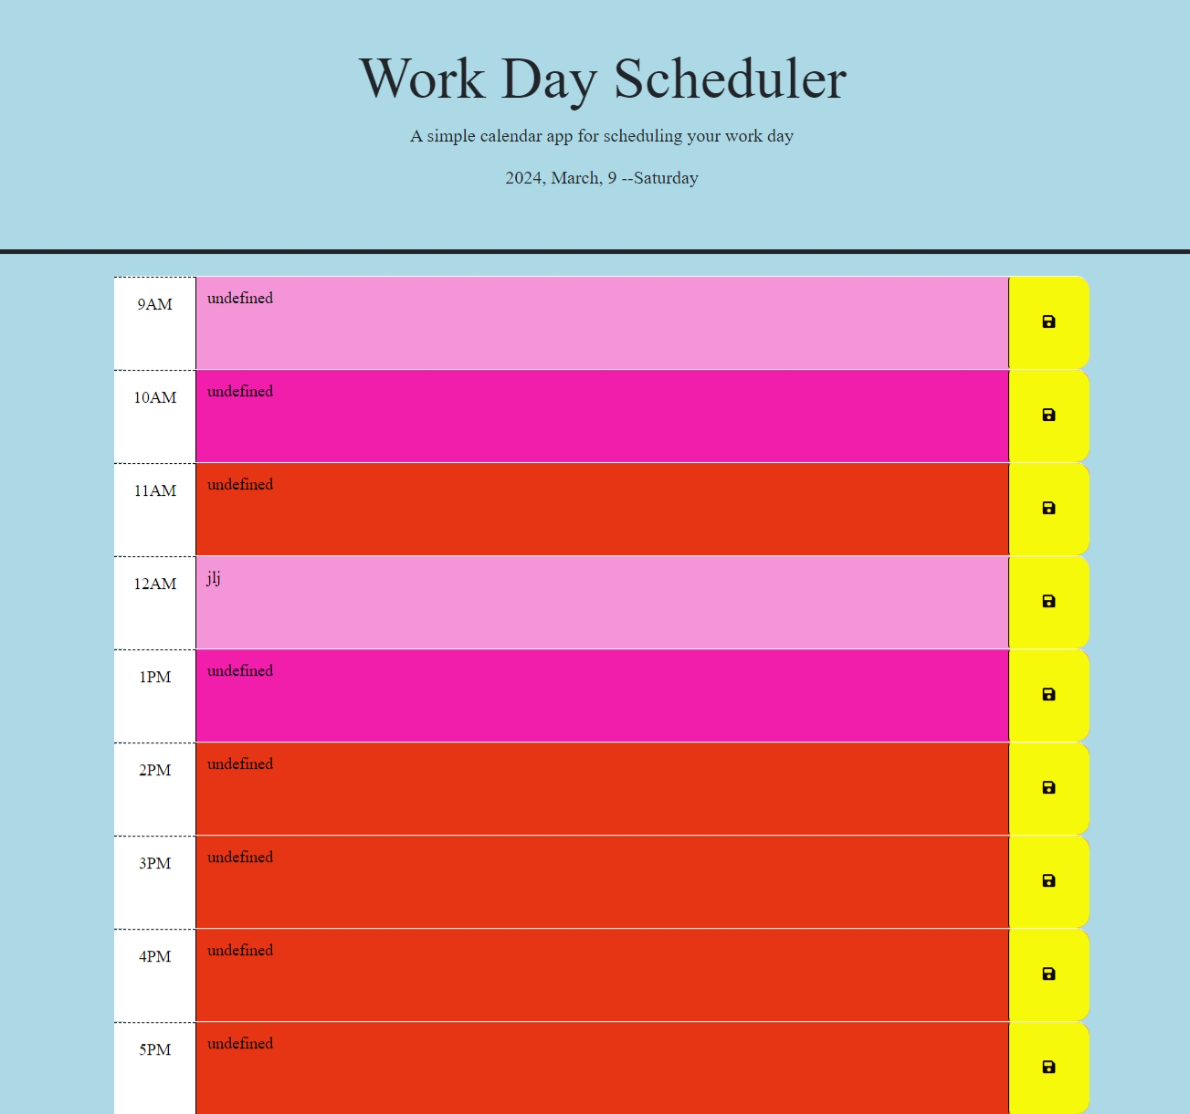 Work Day Scheduler
A simple calendar app for scheduling your work day
2024, March, 9 --Saturday
9AM
undefined
10AM
undefined
11AM
undefined
12AM
jlj
1PM
undefined
2PM
undefined
3PM
undefined
4PM
undefined
5PM
undefined